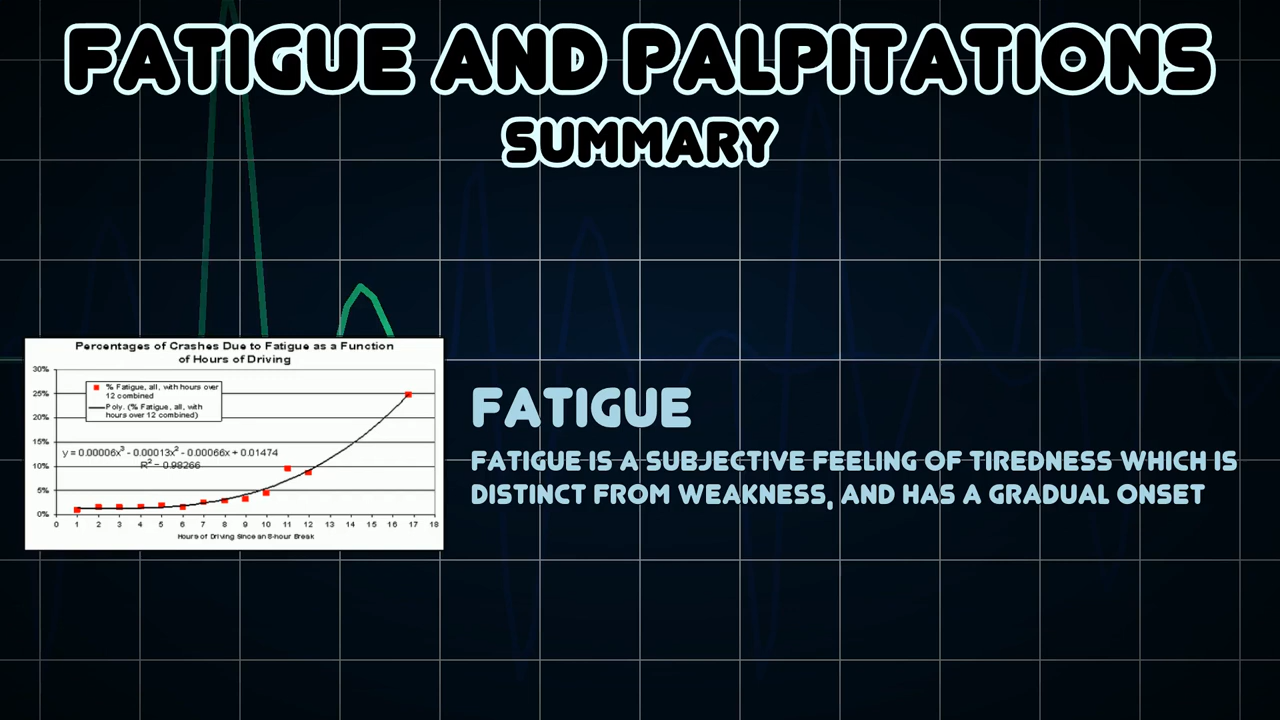 FATIGUE AND PALPITATIONS
SUMMARY
Percentages of Crashes Due to Fatigue as a Function
of Hours of Driving
30%
25%
20%
15%
10%
5%
0%
% Fatigue, all, with hours over
12 combined
Poly. (% Fatigue, all, with
hours over 12 combined)
y = 0.00006x³ - 0.00013x² - 0.00066x + 0.01474
R² = 0.98266
0 1 2 3 4 5 6 7 8 9 10 11 12 13 14 15 16 17 18
Hours of Driving Since an 8-hour Break
FATIGUE
FATIGUE IS A SUBJECTIVE FEELING OF TIREDNESS WHICH IS
DISTINCT FROM WEAKNESS, AND HAS A GRADUAL ONSET